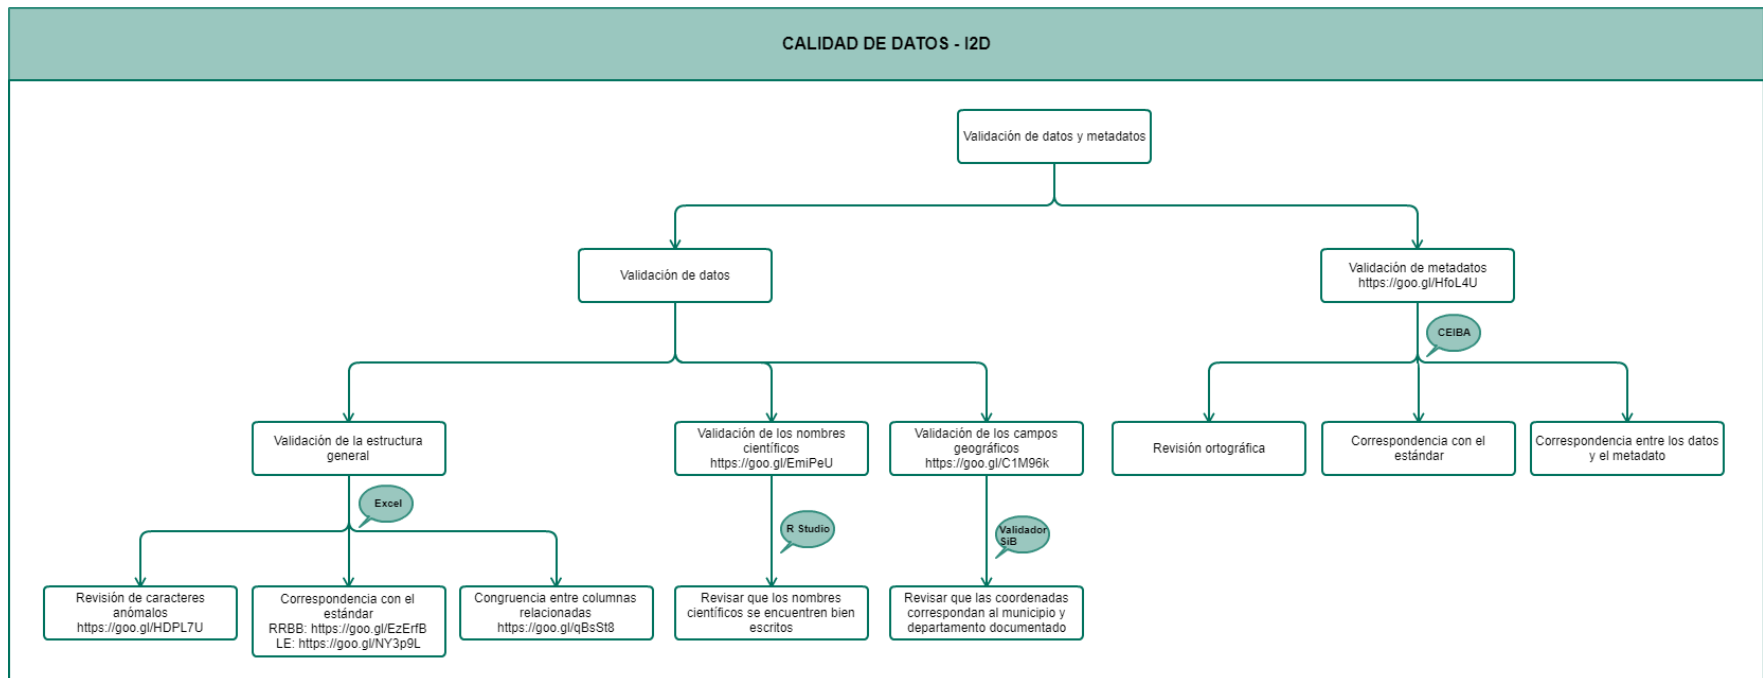 CALIDAD DE DATOS - I2D
Validación de datos y metadatos
Validación de datos
Validación de metadatos
https://goo.gl/HfoL4U
CEIBA
Validación de la estructura
general
Validación de los nombres
científicos
https://goo.gl/EmiPeU
Validación de los campos
geográficos
https://goo.gl/C1M96k
Revisión ortográfica
Correspondencia con el
estándar
Correspondencia entre los datos
y el metadato
Excel
R Studio
Validador
SiB
Revisión de caracteres
anómalos
https://goo.gl/HDPL7U
Correspondencia con el
estándar
RRBB: https://goo.gl/EzErfB
LE: https://goo.gl/NY3p9L
Congruencia entre columnas
relacionadas
https://goo.gl/qBsSt8
Revisar que los nombres
científicos se encuentren bien
escritos
Revisar que las coordenadas
correspondan al municipio y
departamento documentado